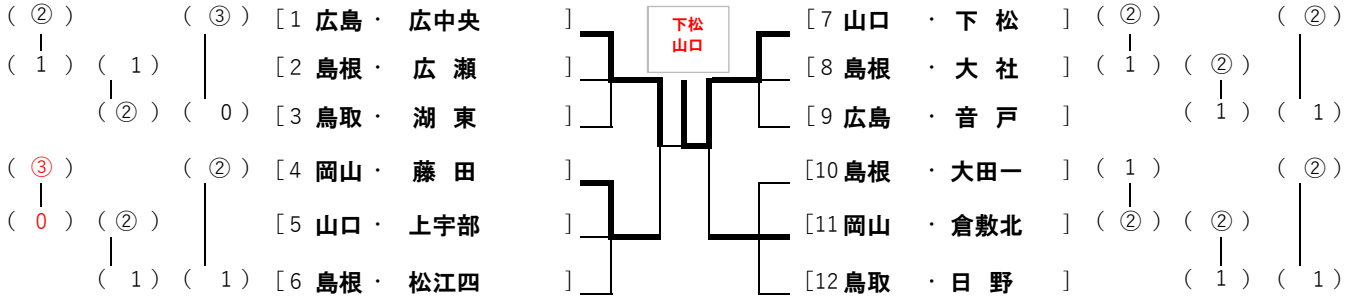 ( ② ) ( ③ ) [ 1 広島 ・ 広中央 ] 下松 [ 7 山口 ・ 下 松 ] ( ② ) ( ② )
山口
( 1 ) ( 1 ) [ 2 島根 ・ 広 瀬 ] [ 8 島根 ・ 大 社 ] ( 1 ) ( ② )
( ② ) ( 0 ) [ 3 鳥取 ・ 湖 東 ] [ 9 広島 ・ 音 戸 ] ( 1 ) ( 1 )
( ③ ) ( ② ) [ 4 岡山 ・ 藤 田 ] [10 島根 ・ 大田一 ] ( 1 ) ( ② )
( 0 ) ( ② ) [ 5 山口 ・ 上宇部 ] [11 岡山 ・ 倉敷北 ] ( ② ) ( ② )
( 1 ) ( 1 ) [ 6 島根 ・ 松江四 ] [12 鳥取 ・ 日 野 ] ( 1 ) ( 1 )